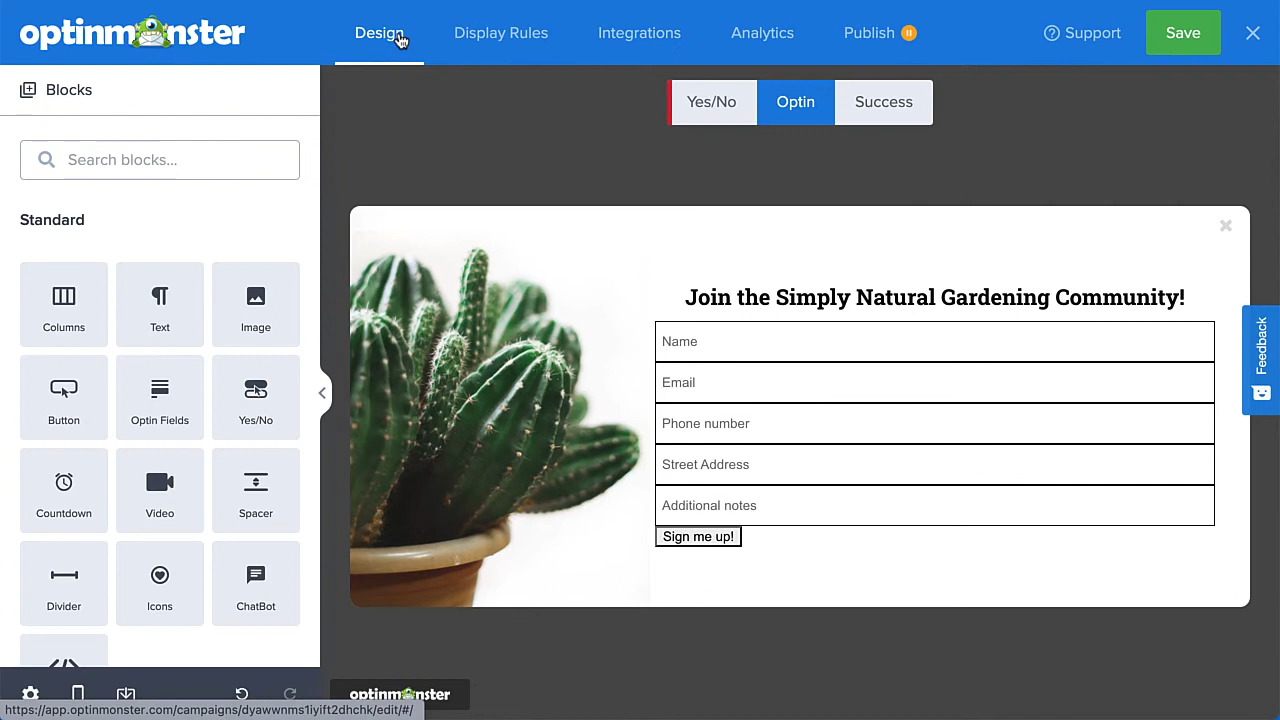 optinmonster
Design
Display Rules
Integrations
Analytics
Publish
Support
Save
Blocks
Yes/No
Optin
Success
Search blocks...
Standard
Columns
Text
Image
Join the Simply Natural Gardening Community!
Name
Email
Phone number
Street Address
Additional notes
Sign me up!
Feedback
Button
Optin Fields
Yes/No
Countdown
Video
Spacer
Divider
Icons
ChatBot
optinmonster
https://app.optinmonster.com/campaigns/dyawwnms1iyift2dhchk/edit/#/